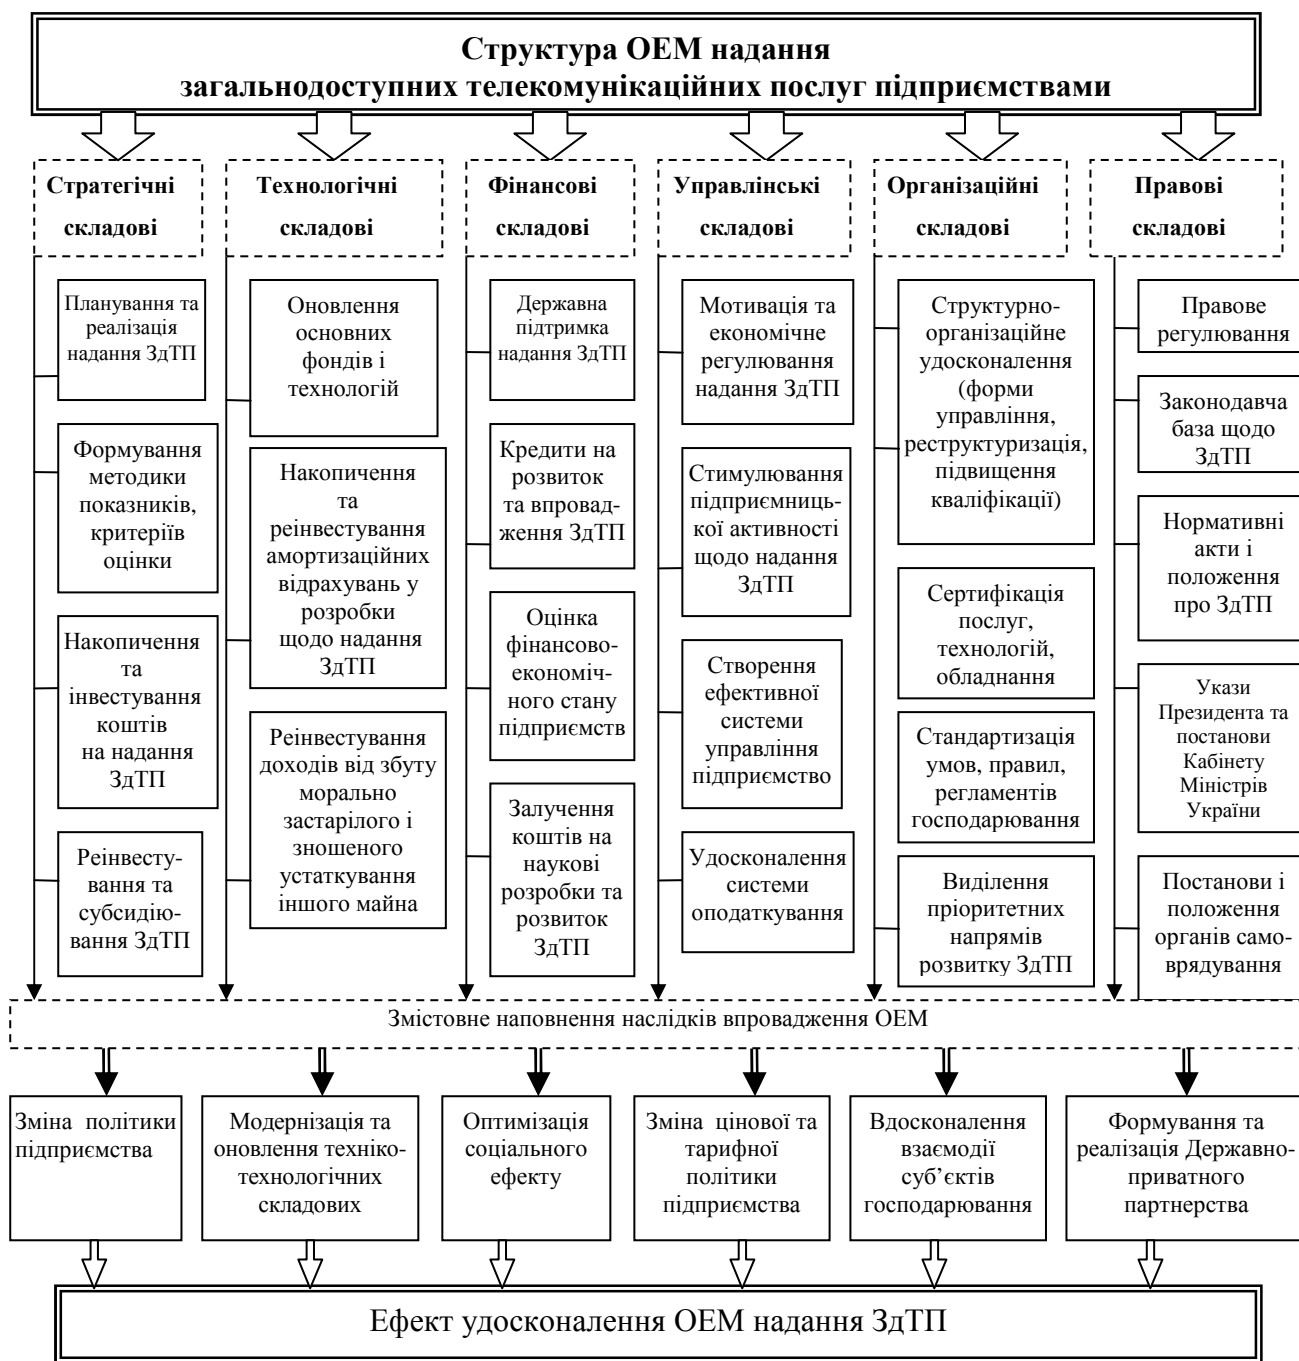 Структура ОЕМ надання
загальнодоступних телекомунікаційних послуг підприємствами
Стратегічні
складові
Технологічні
складові
Фінансові
складові
Управлінські
складові
Організаційні
складові
Правові
складові
Планування та
реалізація
надання ЗдТП
Формування
методики
показників,
критеріїв
оцінки
Накопичення
та
інвестування
коштів
на надання
ЗдТП
Реінвесту-
вання та
субсидію-
вання ЗдТП
Оновлення
основних
фондів і
технологій
Накопичення
та
реінвестування
амортизаційних
відрахувань у
розробки
щодо надання
ЗдТП
Реінвестування
доходів від збуту
морально
застарілого і
зношеного
устаткування
іншого майна
Державна
підтримка
надання ЗдТП
Кредити на
розвиток
та впровад-
ження ЗдТП
Оцінка
фінансово-
економіч-
ного стану
підприємств
Залучення
коштів на
наукові
розробки та
розвиток
ЗдТП
Мотивація та
економічне
регулювання
надання ЗдТП
Стимулювання
підприємниць-
кої активності
щодо надання
ЗдТП
Створення
ефективної
системи
управління
підприємство
Удосконалення
системи
оподаткування
Структурно-
організаційне
удосконалення
(форми
управління,
реструктуризація,
підвищення
кваліфікації)
Сертифікація
послуг,
технологій,
обладнання
Стандартизація
умов, правил,
регламентів
господарювання
Виділення
пріоритетних
напрямів
розвитку ЗдТП
Правове
регулювання
Законодавча
база щодо
ЗдТП
Нормативні
акти і
положення
про ЗдТП
Укази
Президента та
постанови
Кабінету
Міністрів
України
Постанови і
положення
органів само-
врядування
Змістовне наповнення наслідків впровадження ОЕМ
Зміна політики
підприємства
Модернізація та
оновлення техніко-
технологічних
складових
Оптимізація
соціального
ефекту
Зміна цінової та
тарифної
політики
підприємства
Вдосконалення
взаємодії
суб’єктів
господарювання
Формування та
реалізація Державно-
приватного
партнерства
Ефект удосконалення ОЕМ надання ЗдТП